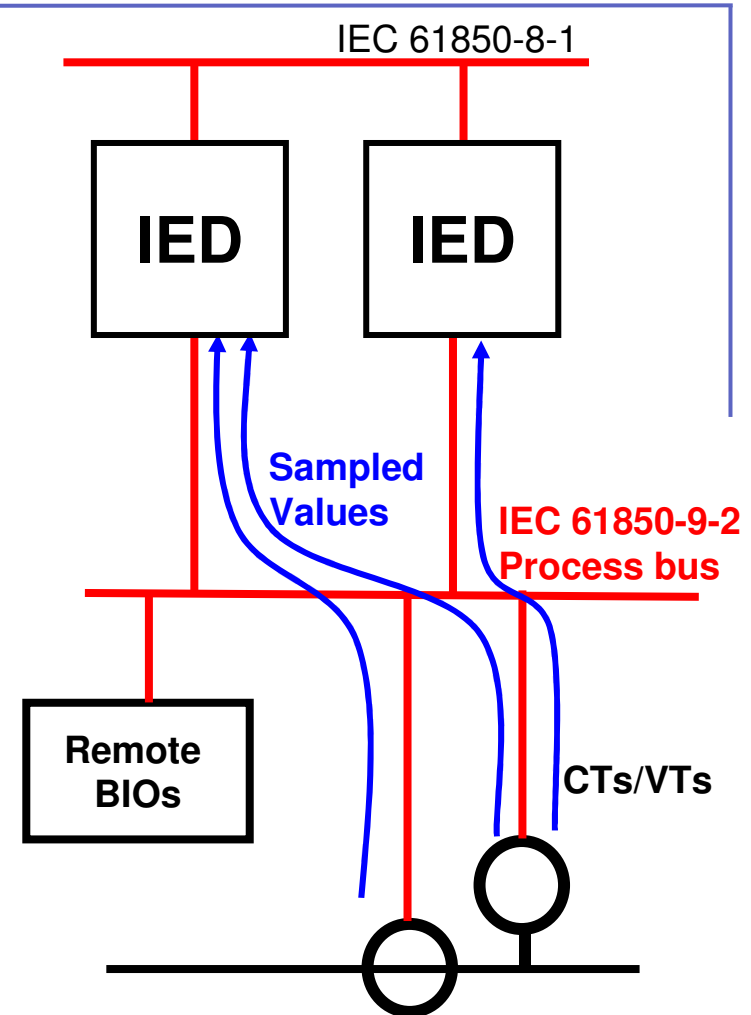 IEC 61850-8-1
IED
IED
Sampled
Values
IEC 61850-9-2
Process bus
Remote
BIOs
CTs/VTs